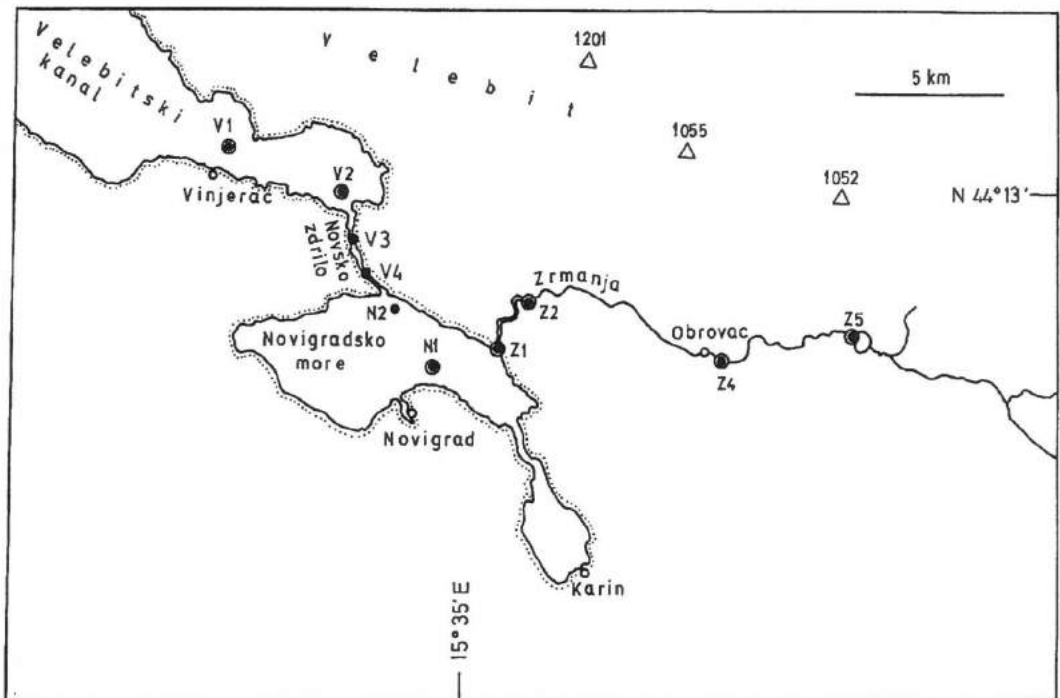 Velebitski
kanal
Velebit
1201
5 km
1055
1052
N 44°13'
V1
V2
Vinjerac
V3
Novsko
zdrilo
V4
Zrmanja
Z2
N2
Obrovac
Z5
Novigradsko
more
N1
Z1
Z4
Novigrad
Karin
15°35'E